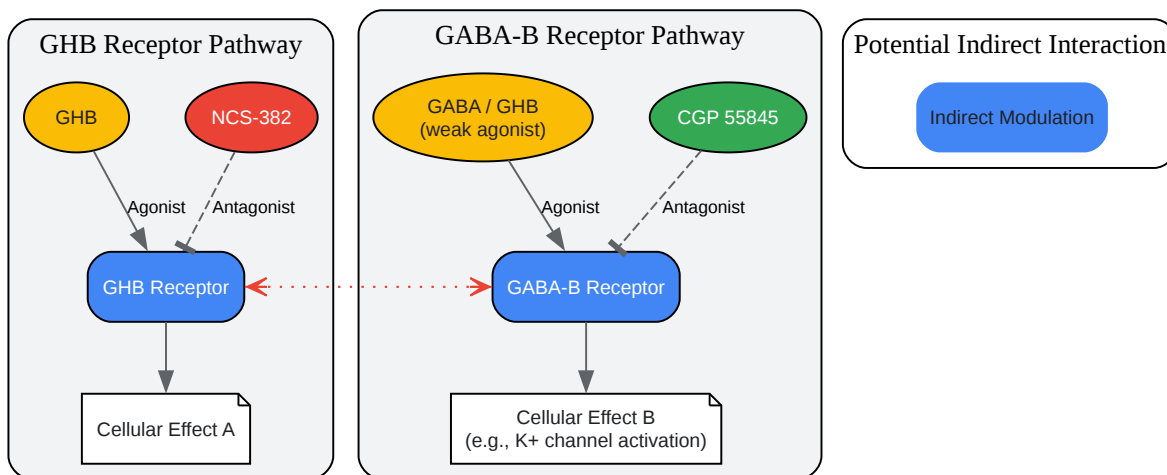 GHB Receptor Pathway
GHB
NCS-382
Agonist
Antagonist
GHB Receptor
Cellular Effect A
GABA-B Receptor Pathway
GABA / GHB
(weak agonist)
CGP 55845
Agonist
Antagonist
GABA-B Receptor
Cellular Effect B
(e.g., K+ channel activation)
Potential Indirect Interaction
Indirect Modulation